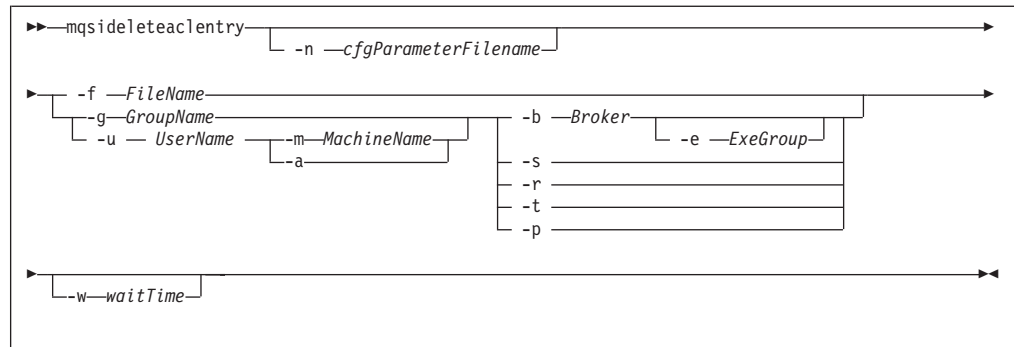 mqsideleteaclentry
-n cfgParameterFilename
-f FileName
-g GroupName -b Broker
-u UserName -m MachineName -e ExeGroup
-a -s
-r
-t
-p
-w waitTime